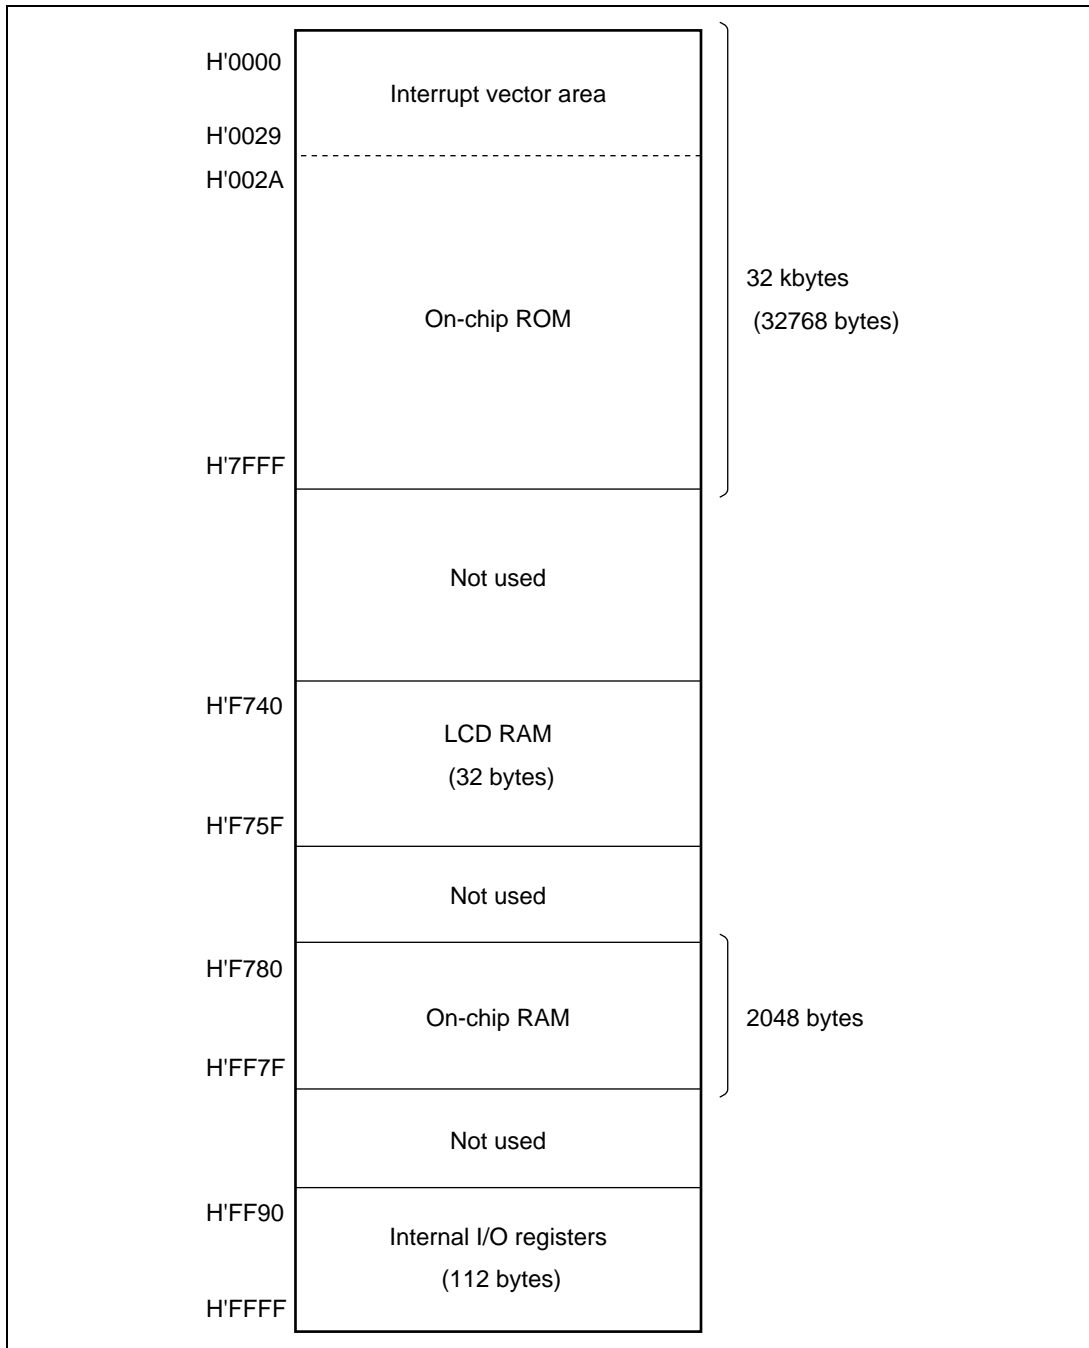 H'0000
Interrupt vector area
H'0029
H'002A
32 kbytes
On-chip ROM
(32768 bytes)
H'7FFF
Not used
H'F740
LCD RAM
(32 bytes)
H'F75F
Not used
H'F780
On-chip RAM
2048 bytes
H'FF7F
Not used
H'FF90
Internal I/O registers
(112 bytes)
H'FFFF